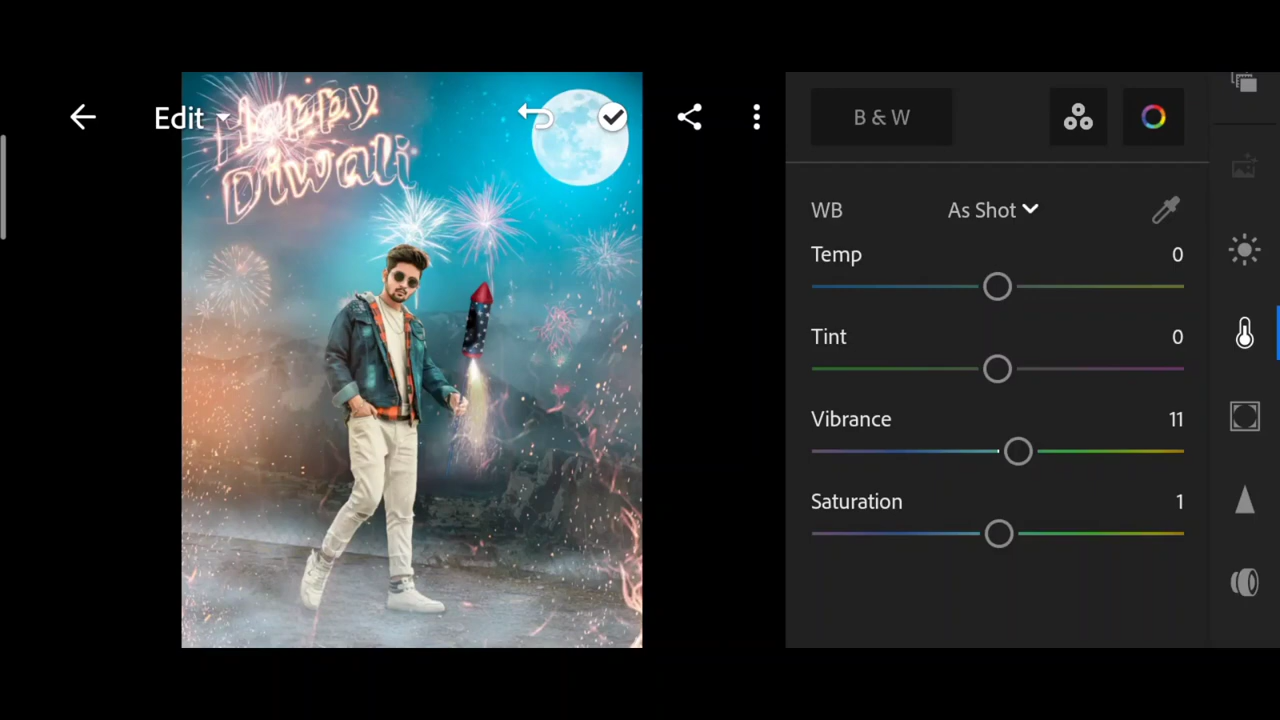 Edit
Happy
Diwali
B & W
WB As Shot
Temp 0
Tint 0
Vibrance 11
Saturation 1